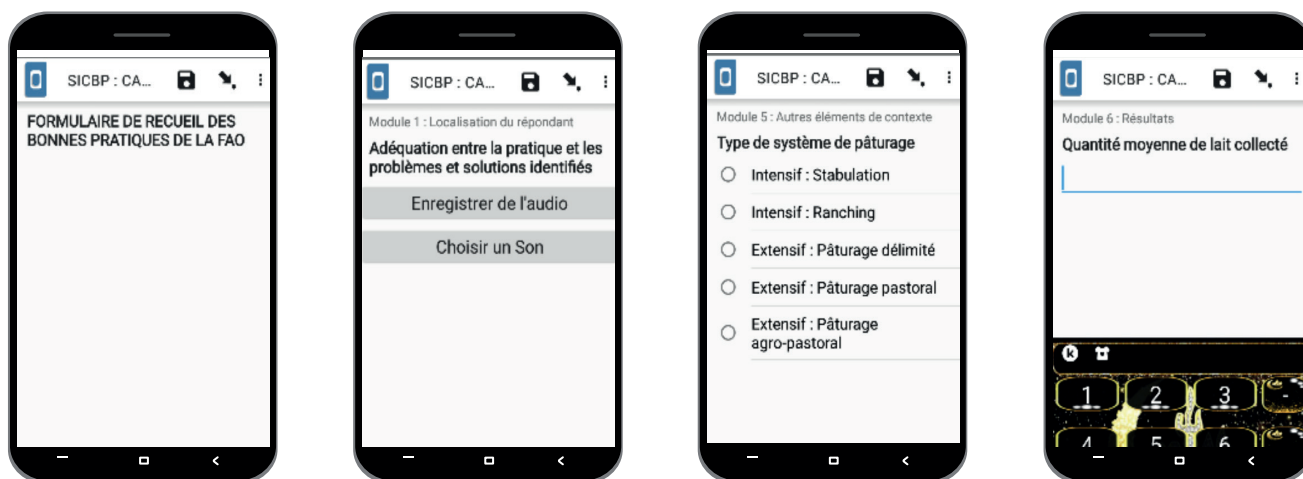 SICBP : CA...
FORMULAIRE DE RECUEIL DES
BONNES PRATIQUES DE LA FAO
SICBP : CA...
Module 1 : Localisation du répondant
Adéquation entre la pratique et les
problèmes et solutions identifiés
Enregistrer de l'audio
Choisir un Son
SICBP : CA...
Module 5 : Autres éléments de contexte
Type de système de pâturage
Intensif : Stabulation
Intensif : Ranching
Extensif : Pâturage délimité
Extensif : Pâturage pastoral
Extensif : Pâturage
agro-pastoral
SICBP : CA...
Module 6 : Résultats
Quantité moyenne de lait collecté
k
1 2 3 -
4 5 6